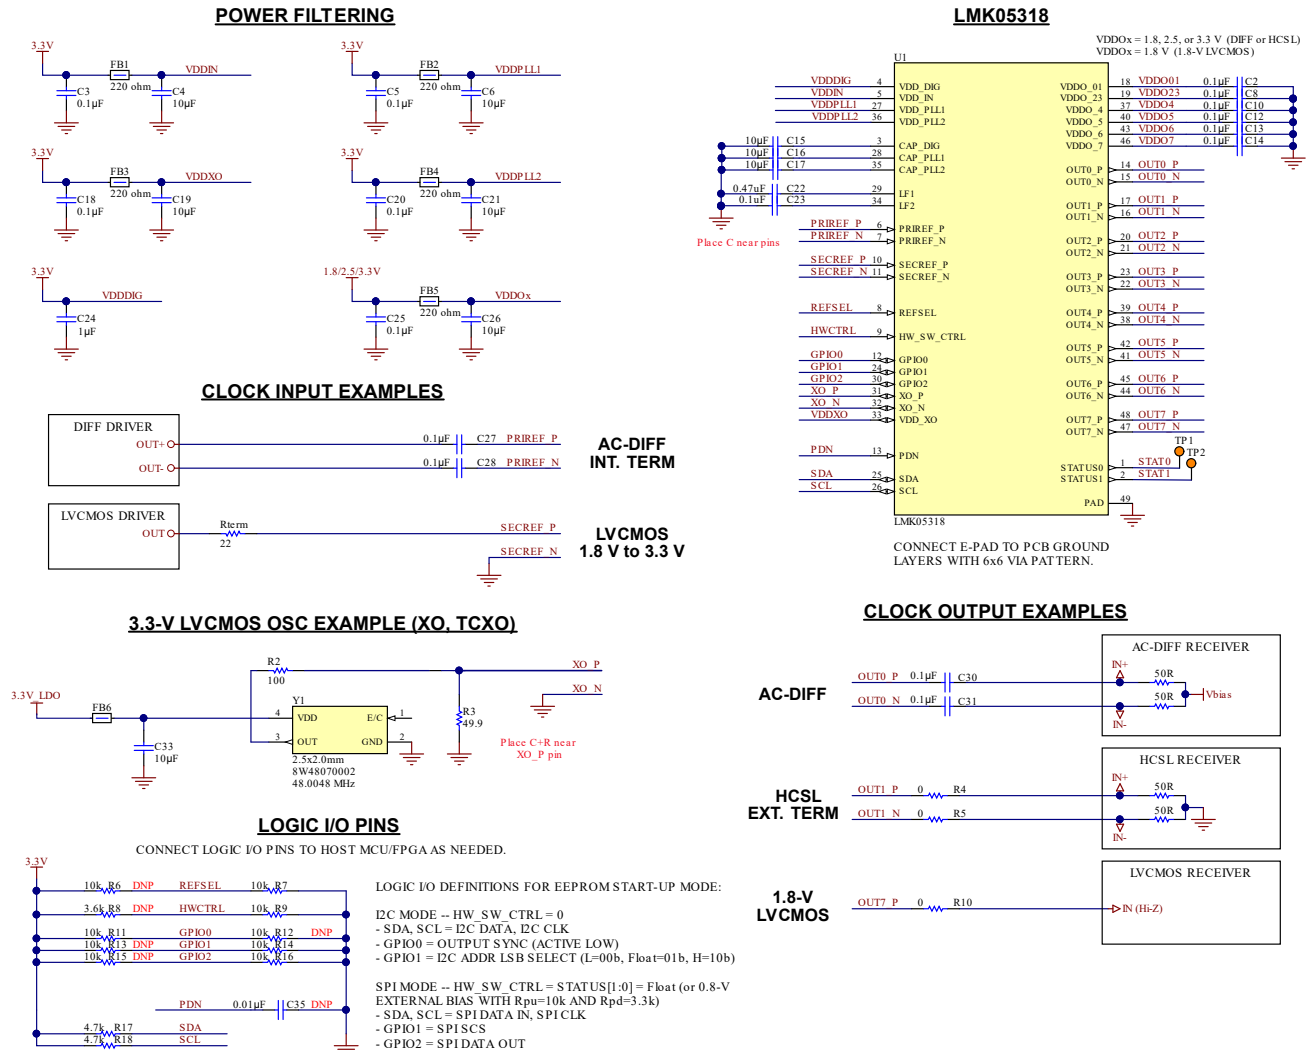 POWER FILTERING
3.3V
FB1
VDDIN
220 ohm
C3
0.1µF
C4
10µF
3.3V
FB2
VDDPLL1
220 ohm
C5
0.1µF
C6
10µF
3.3V
FB3
VDDXO
220 ohm
C18
0.1µF
C19
10µF
3.3V
FB4
VDDPLL2
220 ohm
C20
0.1µF
C21
10µF
3.3V
VDDDIG
C24
1µF
1.8/2.5/3.3V
FB5
VDDOx
220 ohm
C25
0.1µF
C26
10µF
LMK05318
VDDOx = 1.8, 2.5, or 3.3 V (DIFF or HCSL)
VDDOx = 1.8 V (1.8-V LVCMOS)
U1
VDDDIG 4 VDD_DIG
VDDIN 5 VDD_IN
VDDPLL1 27 VDD_PLL1
VDDPLL2 36 VDD_PLL2
10µF C15 3 CAP_DIG
10µF C16 28 CAP_PLL1
10µF C17 35 CAP_PLL2
0.47uF C22 29 LF1
0.1uF C23 34 LF2
Place C near pins
PRIREF_P 6 PRIREF_P
PRIREF_N 7 PRIREF_N
SECREF_P 10 SECREF_P
SECREF_N 11 SECREF_N
REFSEL 8 REFSEL
HWCTRL 9 HW_SW_CTRL
GPIO0 12 GPIO0
GPIO1 24 GPIO1
GPIO2 30 GPIO2
XO_P 31 XO_P
XO_N 32 XO_N
VDDXO 33 VDD_XO
PDN 13 PDN
SDA 25 SDA
SCL 26 SCL
VDDO_01 18 VDDO01 0.1µF C2
VDDO_23 19 VDDO23 0.1µF C8
VDDO_4 37 VDDO4 0.1µF C10
VDDO_5 40 VDDO5 0.1µF C12
VDDO_6 43 VDDO6 0.1µF C13
VDDO_7 46 VDDO7 0.1µF C14
OUT0_P 14 OUT0_P
OUT0_N 15 OUT0_N
OUT1_P 17 OUT1_P
OUT1_N 16 OUT1_N
OUT2_P 20 OUT2_P
OUT2_N 21 OUT2_N
OUT3_P 23 OUT3_P
OUT3_N 22 OUT3_N
OUT4_P 39 OUT4_P
OUT4_N 38 OUT4_N
OUT5_P 42 OUT5_P
OUT5_N 41 OUT5_N
OUT6_P 45 OUT6_P
OUT6_N 44 OUT6_N
OUT7_P 48 OUT7_P
OUT7_N 47 OUT7_N
TP1
TP2
STATUS0 1 STAT0
STATUS1 2 STAT1
PAD 49
LMK05318
CONNECT E-PAD TO PCB GROUND
LAYERS WITH 6x6 VIA PATTERN.
CLOCK INPUT EXAMPLES
DIFF DRIVER
OUT+
OUT-
0.1µF C27 PRIREF_P
0.1µF C28 PRIREF_N
AC-DIFF
INT. TERM
LVCMOS DRIVER
OUT
Rterm
22
SECREF_P
SECREF_N
LVCMOS
1.8 V to 3.3 V
3.3-V LVCMOS OSC EXAMPLE (XO, TCXO)
3.3V_LDO
FB6
C33
10µF
R2
100
Y1
4 VDD E/C 1
3 OUT GND 2
2.5x2.0mm
8W48070002
48.0048 MHz
R3
49.9
XO_P
XO_N
Place C+R near
XO_P pin
CLOCK OUTPUT EXAMPLES
AC-DIFF
OUT0_P 0.1µF C30
OUT0_N 0.1µF C31
AC-DIFF RECEIVER
IN+
50R
50R
Vbias
IN-
HCSL
EXT. TERM
OUT1_P 0 R4
OUT1_N 0 R5
HCSL RECEIVER
IN+
50R
50R
IN-
1.8-V
LVCMOS
OUT7_P 0 R10
LVCMOS RECEIVER
IN (Hi-Z)
LOGIC I/O PINS
CONNECT LOGIC I/O PINS TO HOST MCU/FPGA AS NEEDED.
3.3V
10k R6 DNP REFSEL 10k R7
3.6k R8 DNP HWCTRL 10k R9
10k R11 GPIO0 10k R12 DNP
10k R13 DNP GPIO1 10k R14
10k R15 DNP GPIO2 10k R16
PDN 0.01µF C35 DNP
4.7k R17 SDA
4.7k R18 SCL
LOGIC I/O DEFINITIONS FOR EEPROM START-UP MODE:
I2C MODE -- HW_SW_CTRL = 0
- SDA, SCL = I2C DATA, I2C CLK
- GPIO0 = OUTPUT SYNC (ACTIVE LOW)
- GPIO1 = I2C ADDR LSB SELECT (L=00b, Float=01b, H=10b)
SPI MODE -- HW_SW_CTRL = STATUS[1:0] = Float (or 0.8-V
EXTERNAL BIAS WITH Rpu=10k AND Rpd=3.3k)
- SDA, SCL = SPI DATA IN, SPI CLK
- GPIO1 = SPI SCS
- GPIO2 = SPI DATA OUT